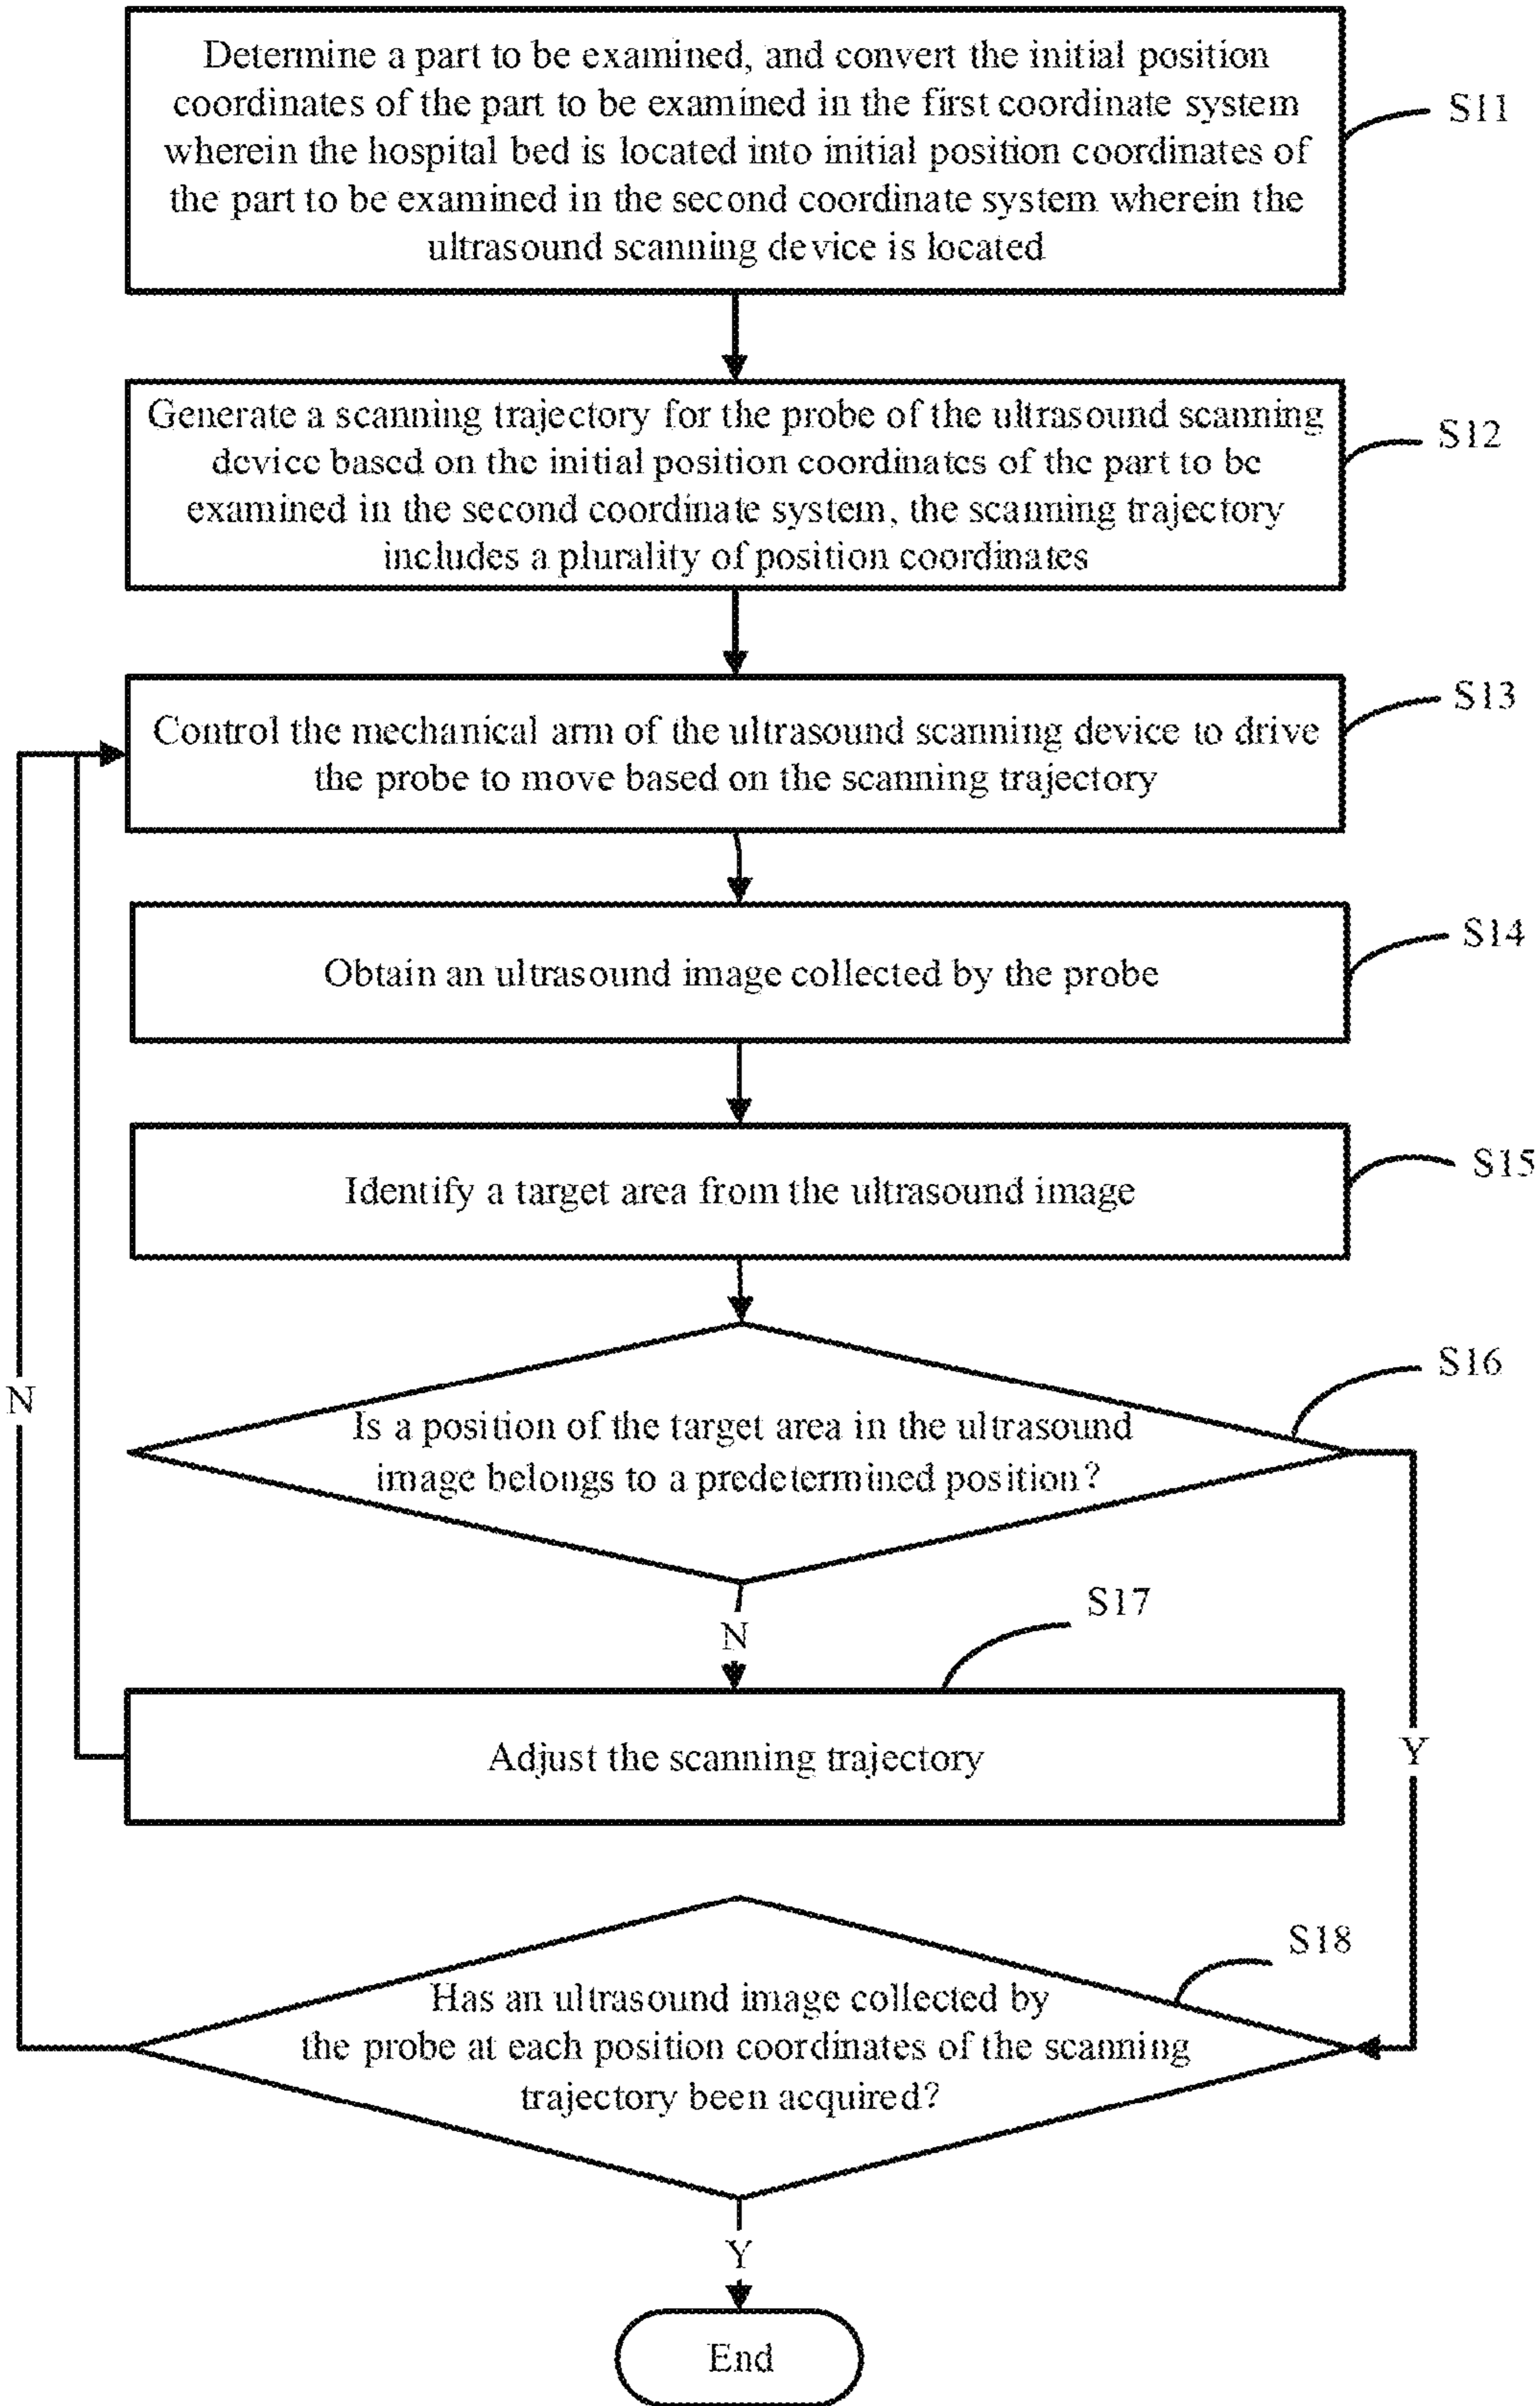 Determine a part to be examined, and convert the initial position
coordinates of the part to be examined in the first coordinate system
wherein the hospital bed is located into initial position coordinates of
the part to be examined in the second coordinate system wherein the
ultrasound scanning device is located
S11
Generate a scanning trajectory for the probe of the ultrasound scanning
device based on the initial position coordinates of the part to be
examined in the second coordinate system, the scanning trajectory
includes a plurality of position coordinates
S12
Control the mechanical arm of the ultrasound scanning device to drive
the probe to move based on the scanning trajectory
S13
Obtain an ultrasound image collected by the probe
S14
Identify a target area from the ultrasound image
S15
Is a position of the target area in the ultrasound
image belongs to a predetermined position?
S16
N
N
S17
Adjust the scanning trajectory
Y
Has an ultrasound image collected by
the probe at each position coordinates of the scanning
trajectory been acquired?
S18
Y
End